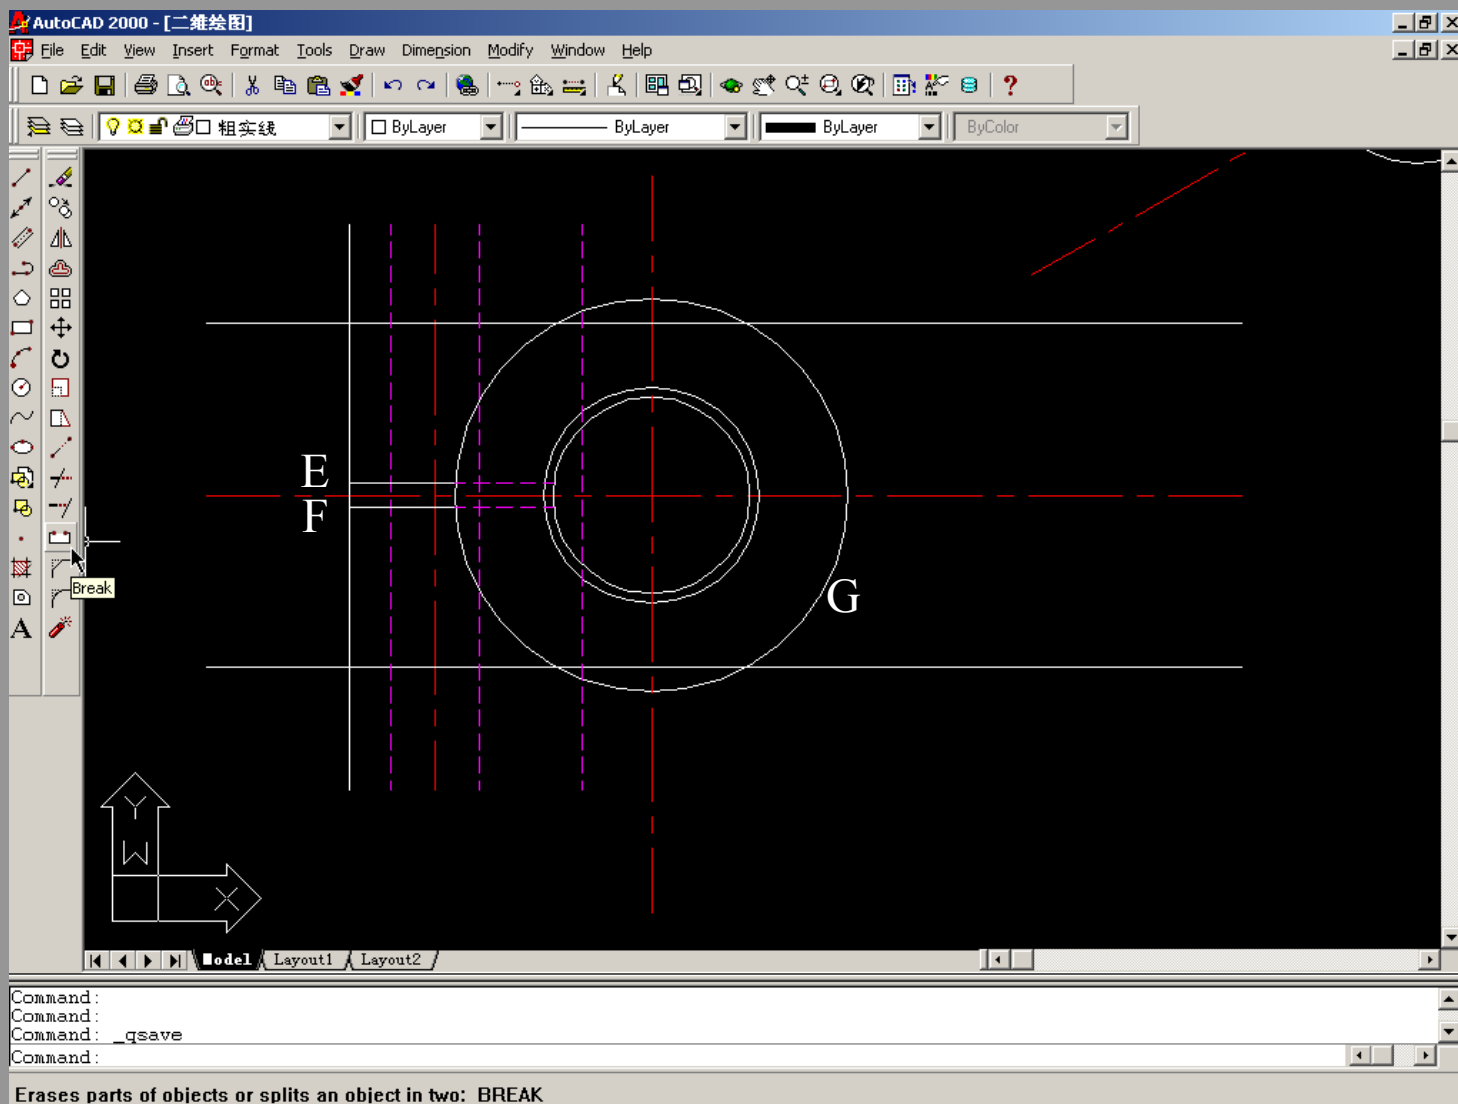 AutoCAD 2000 - [二维绘图]
File Edit View Insert Format Tools Draw Dimension Modify Window Help
粗实线 ByLayer ByLayer ByLayer ByColor
E
F
Break
G
A
Y
W
X
Model Layout1 Layout2
Command:
Command:
Command: _qsave
Command:
Erases parts of objects or splits an object in two: BREAK